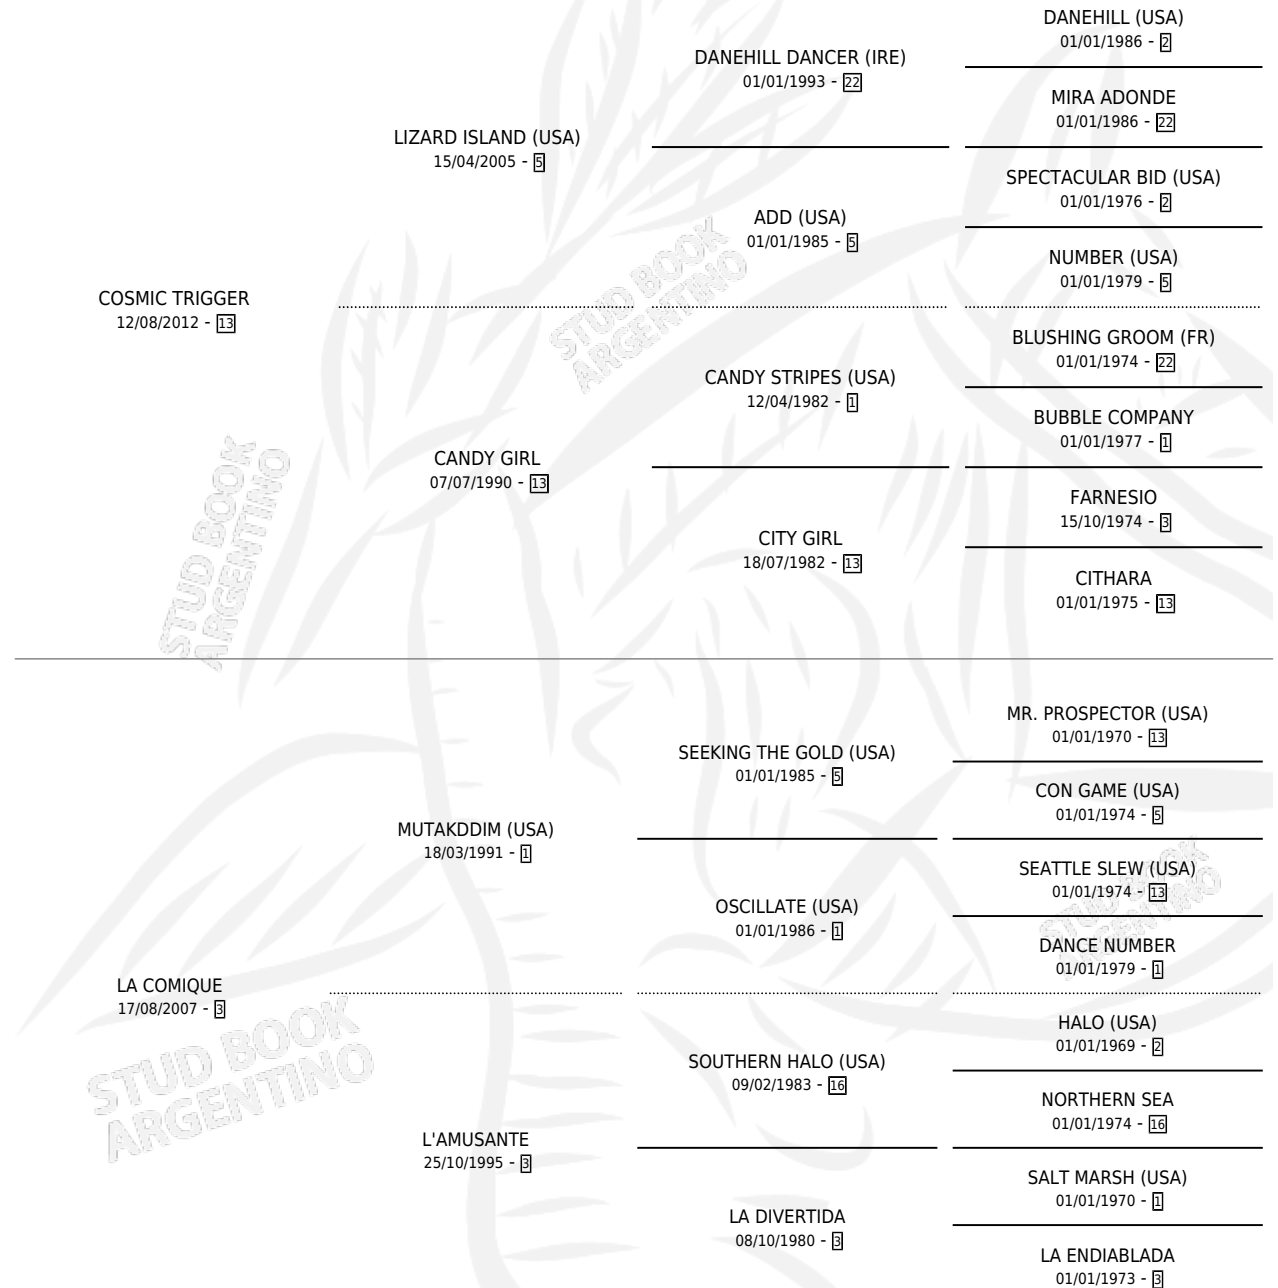 DANEHILL (USA)
01/01/1986 - 2
DANEHILL DANCER (IRE)
01/01/1993 - 22
MIRA ADONDE
01/01/1986 - 22
LIZARD ISLAND (USA)
15/04/2005 - 5
SPECTACULAR BID (USA)
01/01/1976 - 2
ADD (USA)
01/01/1985 - 5
NUMBER (USA)
01/01/1979 - 5
COSMIC TRIGGER
12/08/2012 - 13
BLUSHING GROOM (FR)
01/01/1974 - 22
CANDY STRIPES (USA)
12/04/1982 - 1
BUBBLE COMPANY
01/01/1977 - 1
CANDY GIRL
07/07/1990 - 13
FARNESIO
15/10/1974 - 3
CITY GIRL
18/07/1982 - 13
CITHARA
01/01/1975 - 13
MR. PROSPECTOR (USA)
01/01/1970 - 13
SEEKING THE GOLD (USA)
01/01/1985 - 5
CON GAME (USA)
01/01/1974 - 5
MUTAKDDIM (USA)
18/03/1991 - 1
SEATTLE SLEW (USA)
01/01/1974 - 13
OSCILLATE (USA)
01/01/1986 - 1
DANCE NUMBER
01/01/1979 - 1
LA COMIQUE
17/08/2007 - 3
HALO (USA)
01/01/1969 - 2
SOUTHERN HALO (USA)
09/02/1983 - 16
NORTHERN SEA
01/01/1974 - 16
L'AMUSANTE
25/10/1995 - 3
SALT MARSH (USA)
01/01/1970 - 1
LA DIVERTIDA
08/10/1980 - 3
LA ENDIABLADA
01/01/1973 - 3
STUD BOOK
ARGENTINO
STUD BOOK
ARGENTINO
STUD BOOK
ARGENTINO
STUD BOOK
ARGENTINO